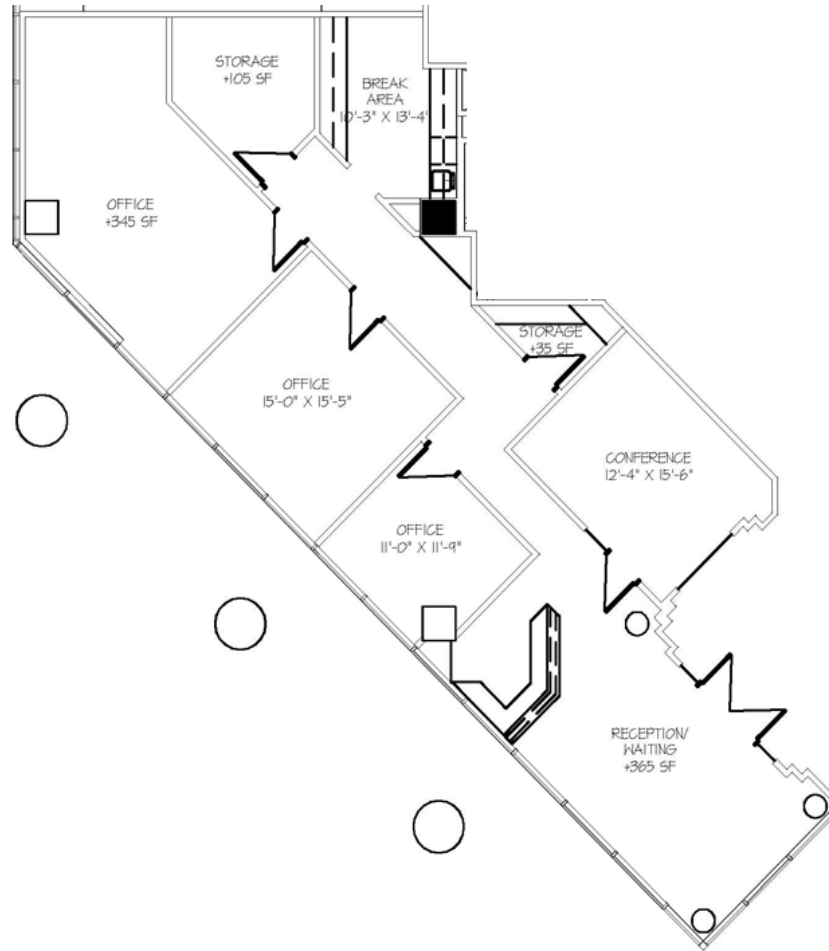 STORAGE
+105 SF
BREAK
AREA
10'-3" X 13'-4"
OFFICE
+345 SF
STORAGE
+35 SF
OFFICE
15'-0" X 15'-5"
CONFERENCE
12'-4" X 15'-6"
OFFICE
11'-0" X 11'-9"
RECEPTION/
WAITING
+365 SF